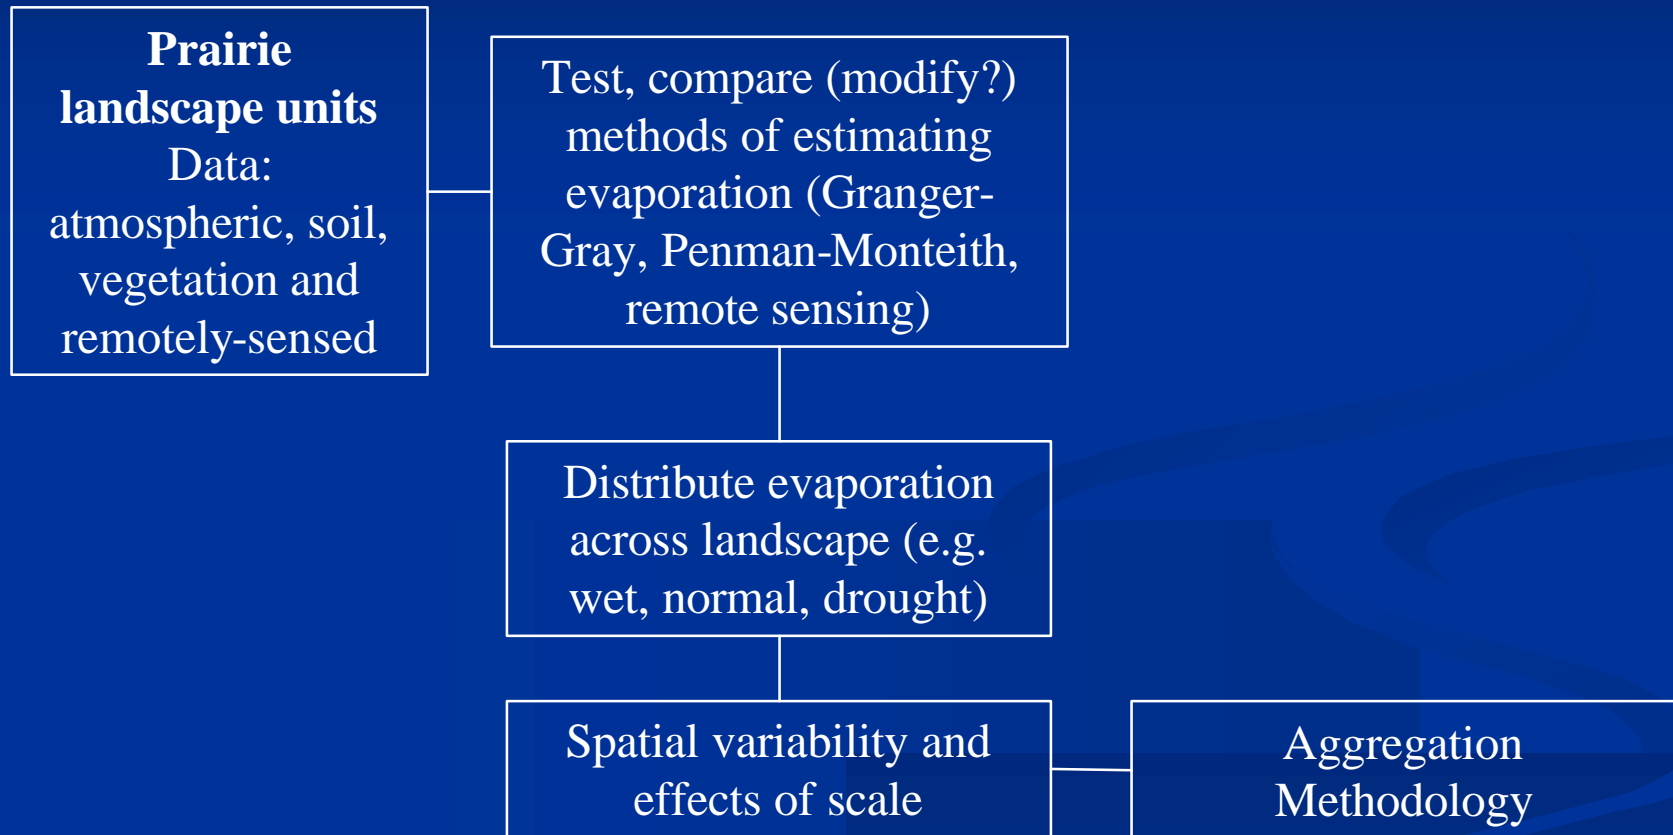 Prairie
landscape units
Data:
atmospheric, soil,
vegetation and
remotely-sensed
Test, compare (modify?)
methods of estimating
evaporation (Granger-
Gray, Penman-Monteith,
remote sensing)
Distribute evaporation
across landscape (e.g.
wet, normal, drought)
Spatial variability and
effects of scale
Aggregation
Methodology